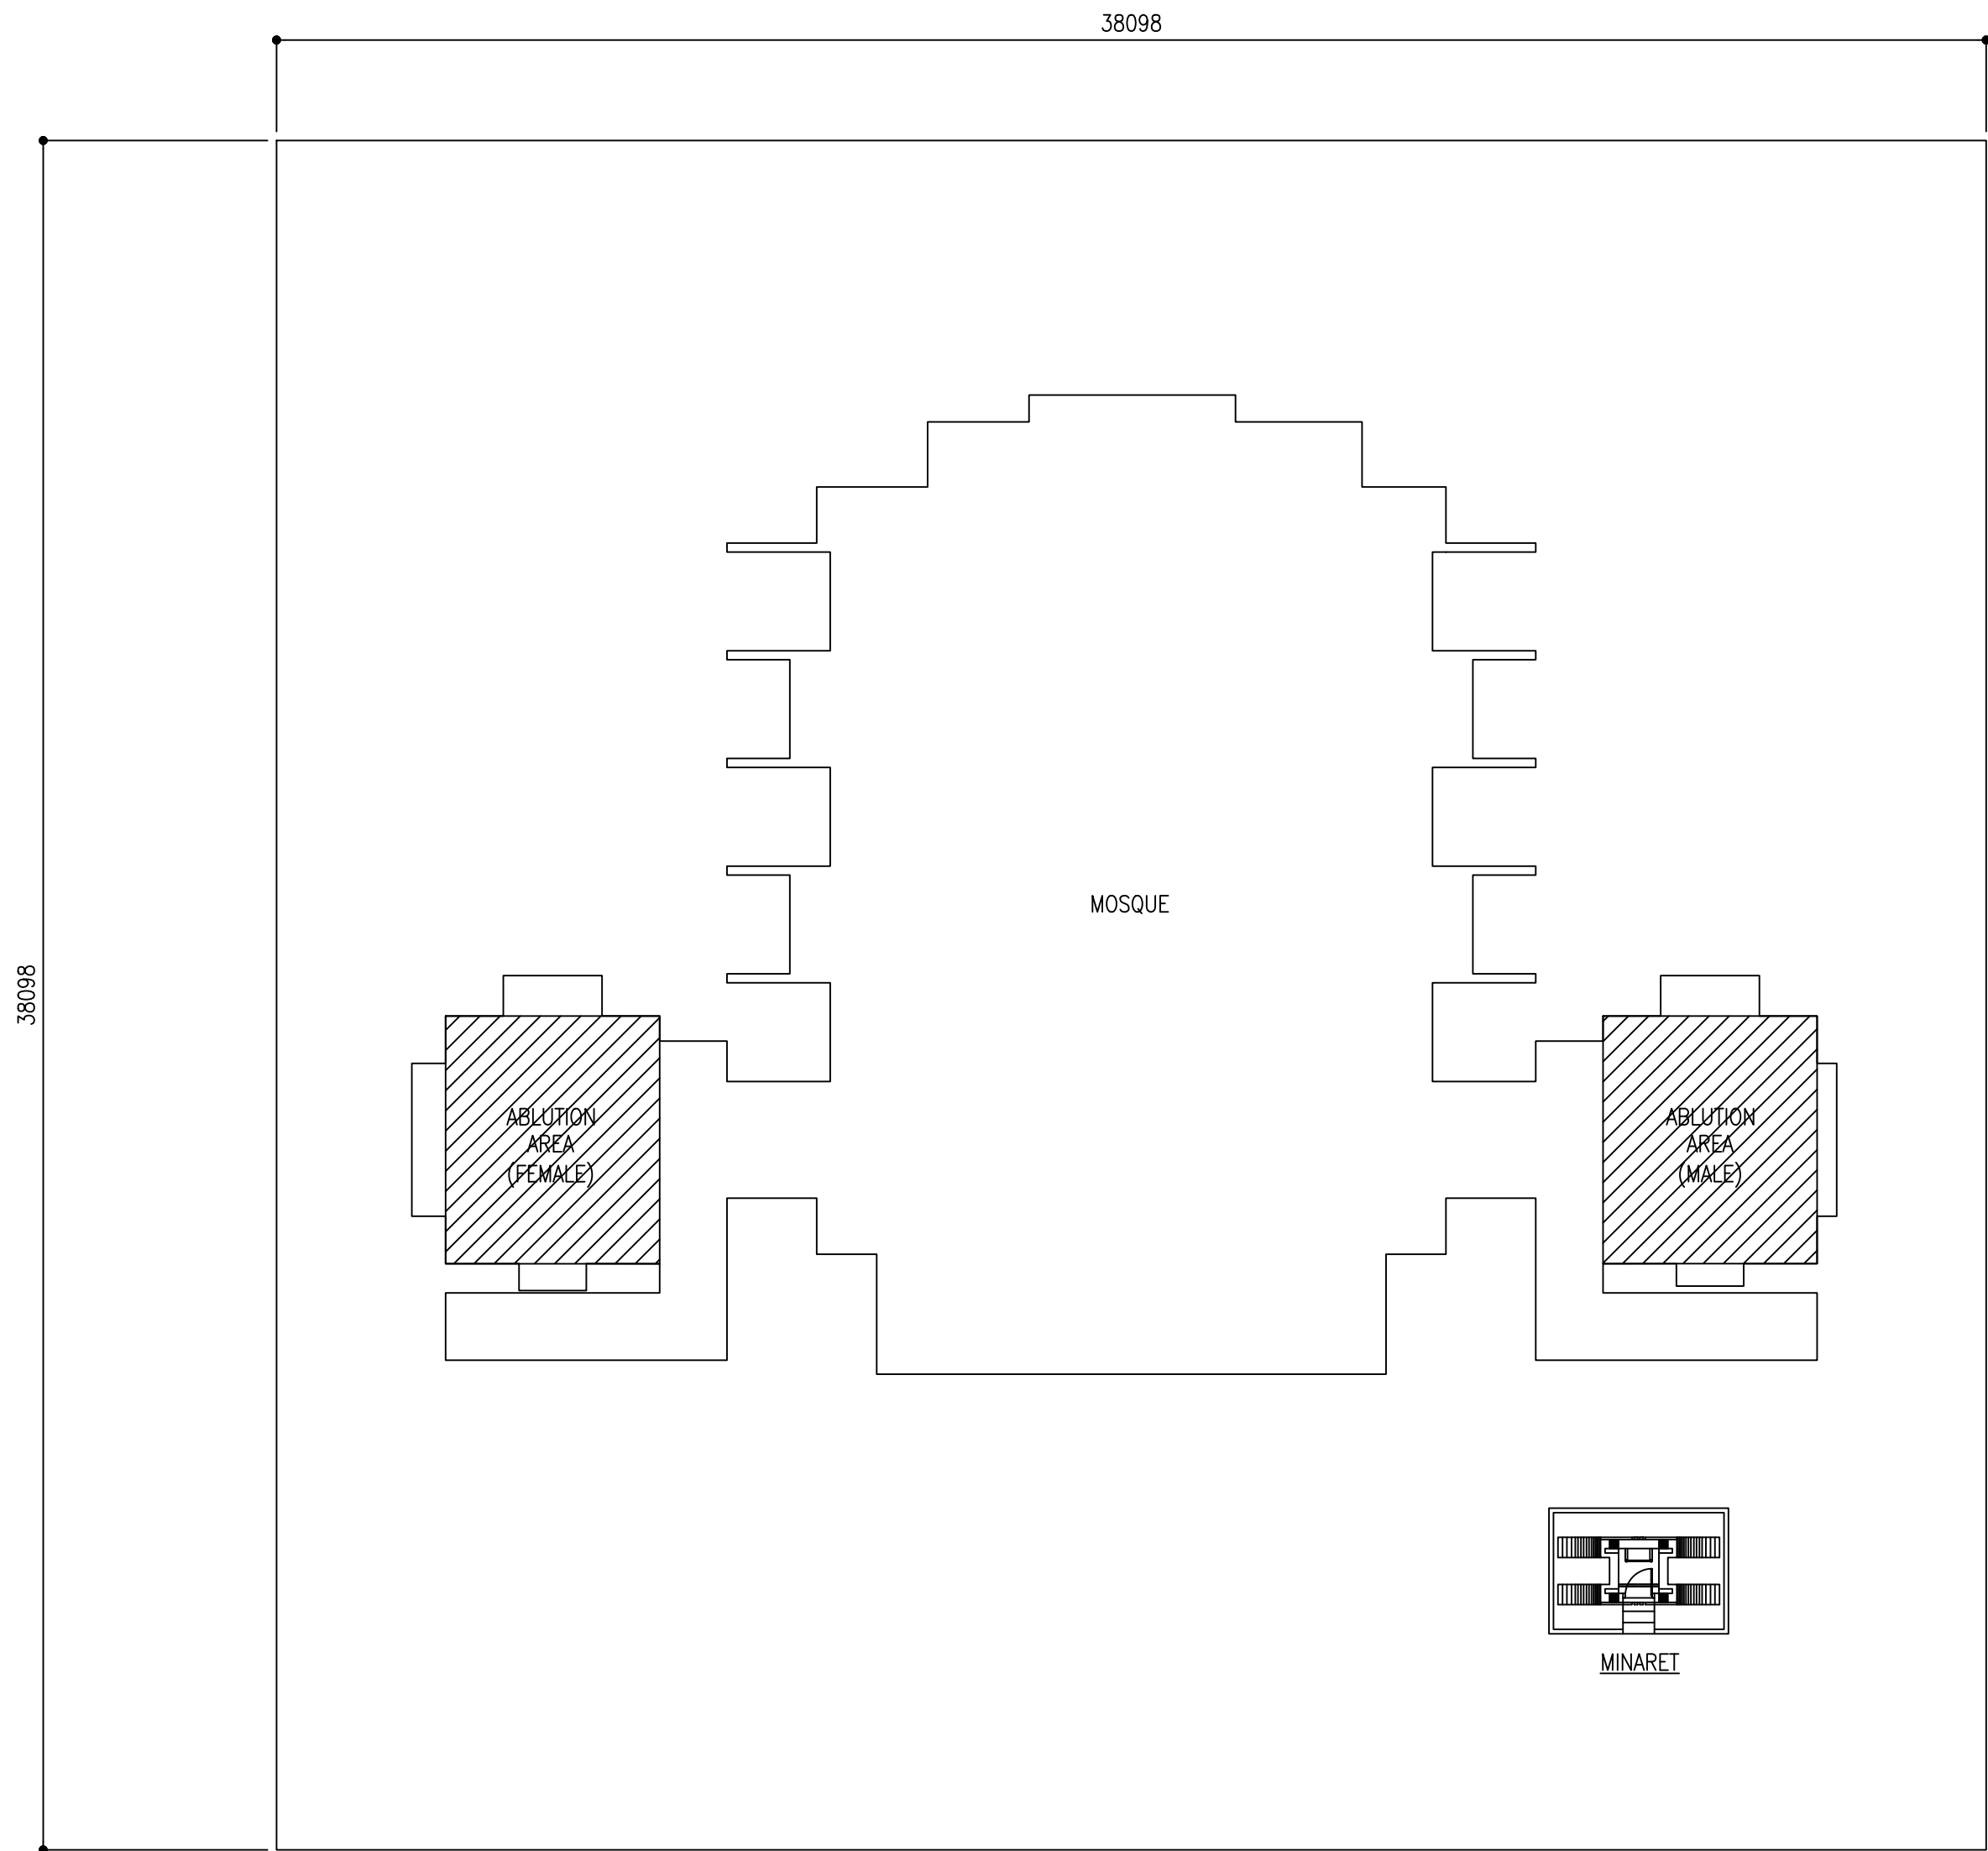 38098
38098
MOSQUE
ABLUTION
AREA
(FEMALE)
ABLUTION
AREA
(MALE)
MINARET